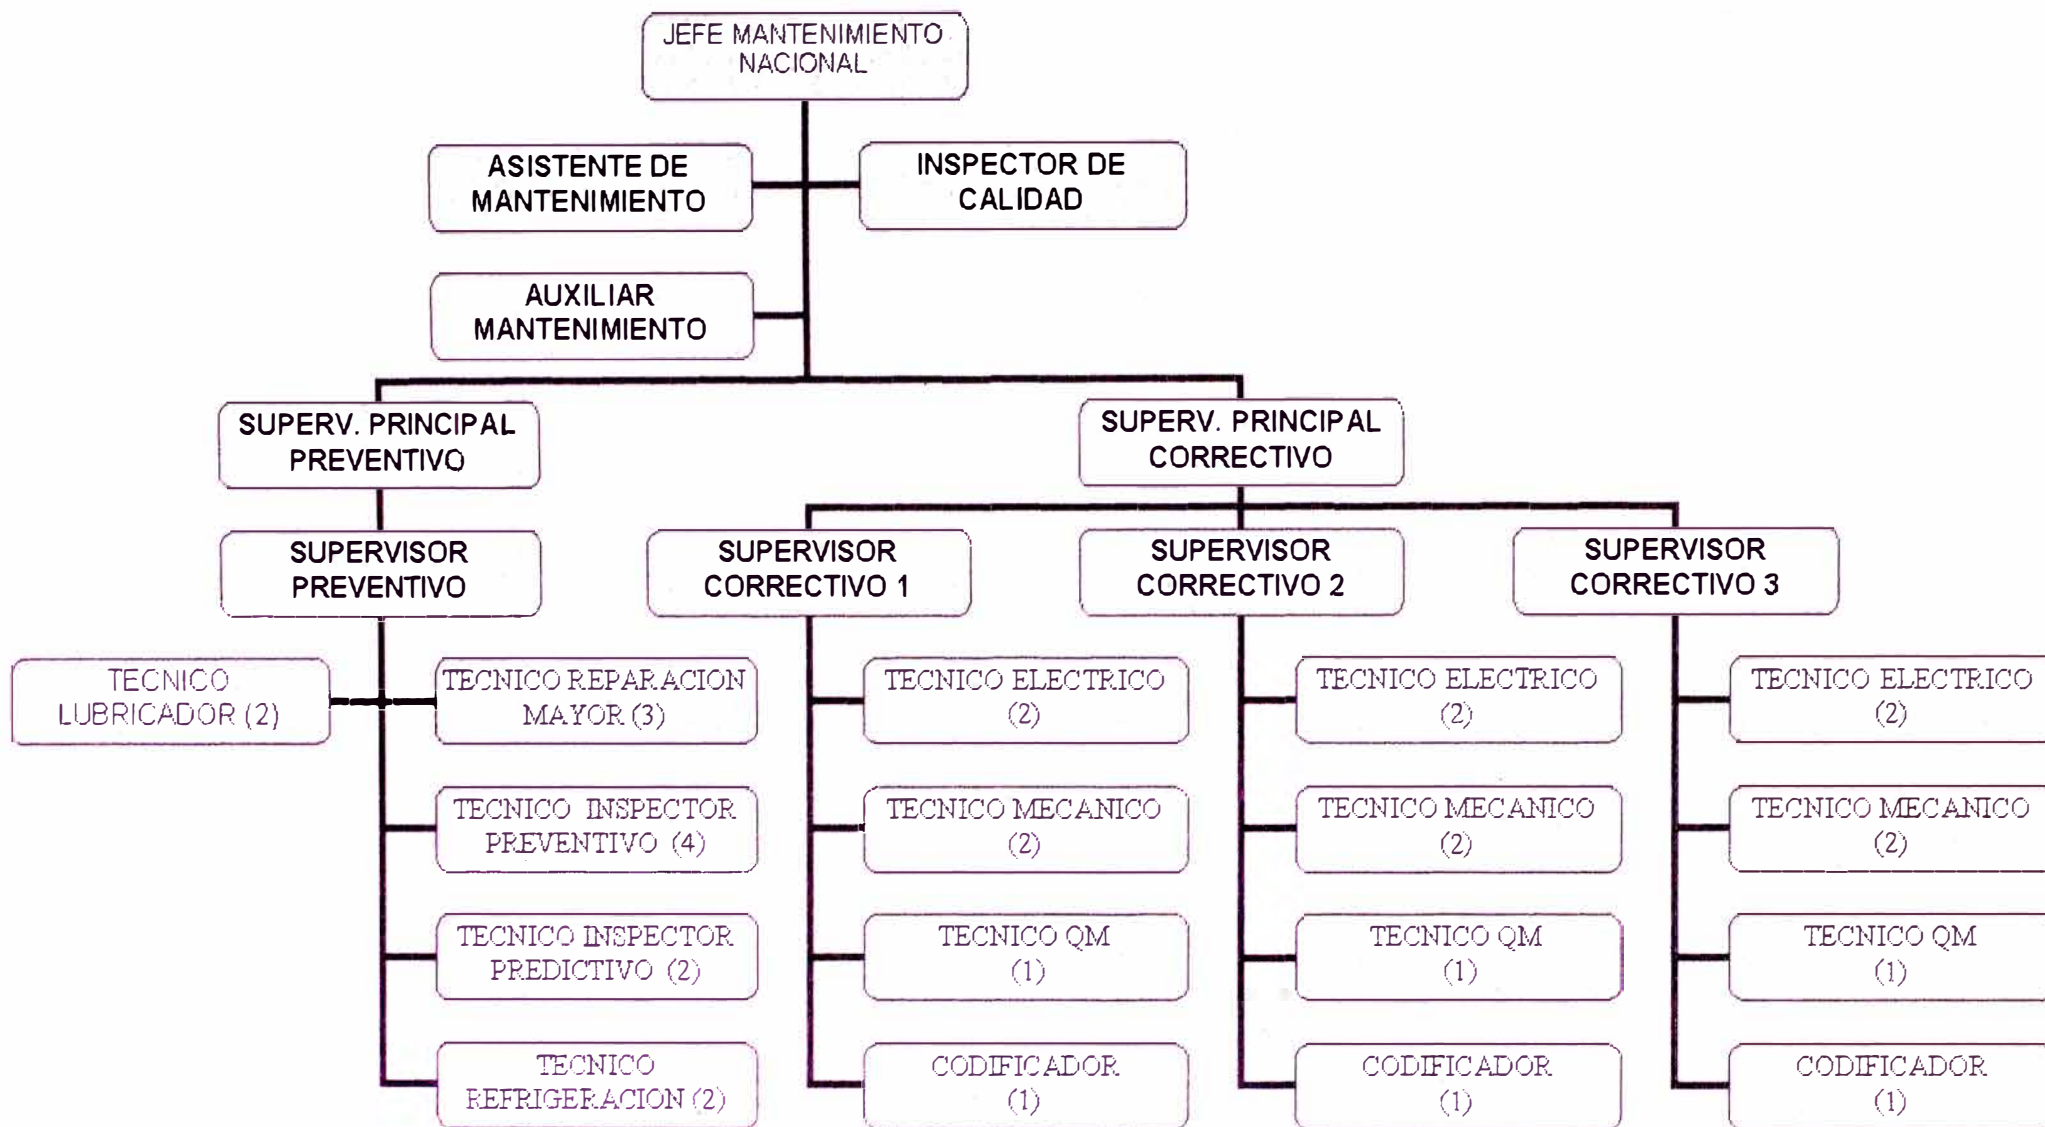 JEFE MANTENIMIENTO
NACIONAL
ASISTENTE DE
MANTENIMIENTO
INSPECTOR DE
CALIDAD
AUXILIAR
MANTENIMIENTO
SUPERV. PRINCIPAL
PREVENTIVO
SUPERV. PRINCIPAL
CORRECTIVO
SUPERVISOR
PREVENTIVO
SUPERVISOR
CORRECTIVO 1
SUPERVISOR
CORRECTIVO 2
SUPERVISOR
CORRECTIVO 3
TECNICO
LUBRICADOR (2)
TECNICO REPARACION
MAYOR (3)
TECNICO ELECTRICO
(2)
TECNICO ELECTRICO
(2)
TECNICO ELECTRICO
(2)
TECNICO INSPECTOR
PREVENTIVO (4)
TECNICO MECANICO
(2)
TECNICO MECANICO
(2)
TECNICO MECANICO
(2)
TECNICO INSPECTOR
PREDICTIVO (2)
TECNICO QM
(1)
TECNICO QM
(1)
TECNICO QM
(1)
TECNICO
REFRIGERACION (2)
CODIFICADOR
(1)
CODIFICADOR
(1)
CODIFICADOR
(1)